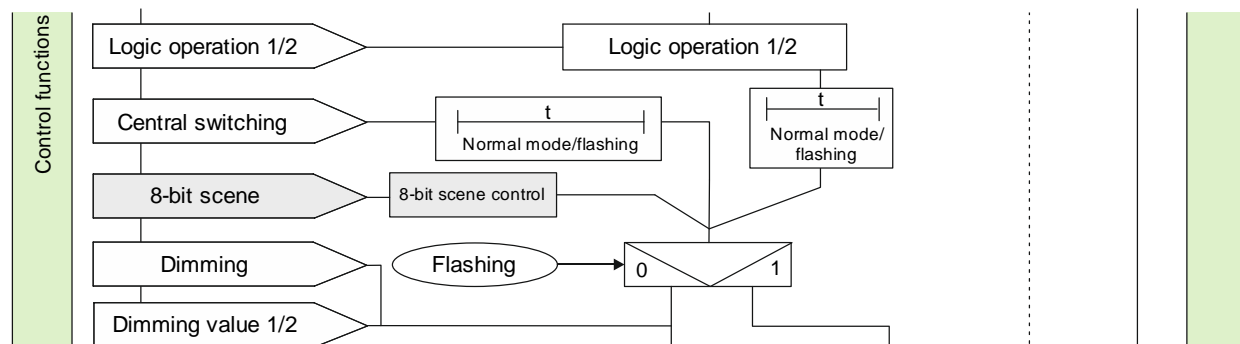 Control functions
Logic operation 1/2
Logic operation 1/2
Central switching
t
Normal mode/flashing
t
Normal mode/
flashing
8-bit scene
8-bit scene control
Dimming
Flashing
0
1
Dimming value 1/2